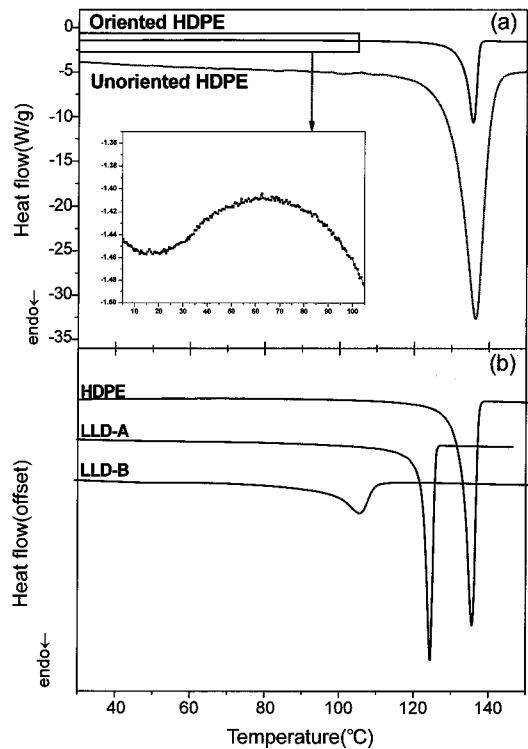 (a)
Oriented HDPE
Unoriented HDPE
Heat flow(W/g)
endo←
0
-5
-10
-15
-20
-25
-30
-35
-1.36
-1.38
-1.40
-1.42
-1.44
-1.46
-1.48
-1.50
10 20 30 40 50 60 70 80 90 100
(b)
HDPE
LLD-A
LLD-B
Heat flow(offset)
endo←
40 60 80 100 120 140
Temperature(°C)